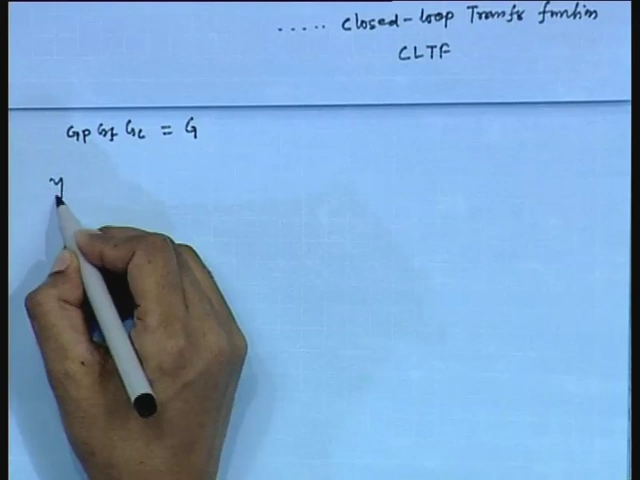 ..... Closed-loop Transfr function
CLTF
Gp Gf Gc = G
y